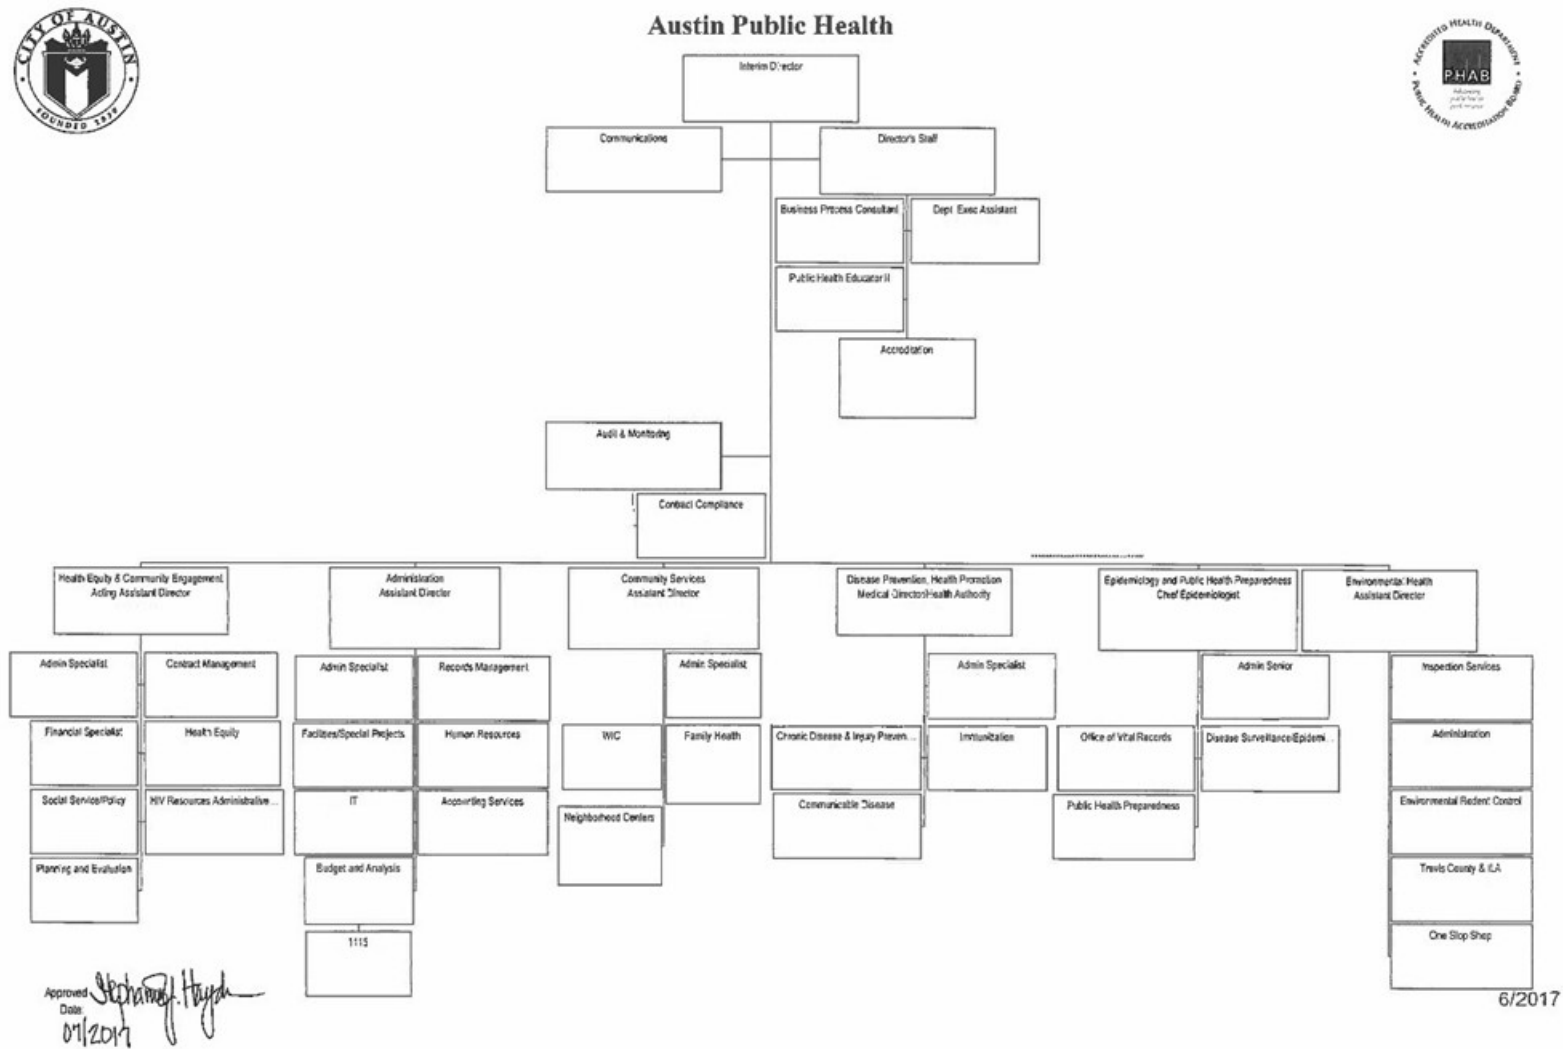 Austin Public Health
CITY OF AUSTIN
FOUNDED 1839
ACCREDITED HEALTH DEPARTMENT
PUBLIC HEALTH ACCREDITATION BOARD
PHAB
Interim Director
Communications
Director's Staff
Business Process Consultant
Dept Exec Assistant
Public Health Educator II
Accreditation
Audit & Monitoring
Contract Compliance
Health Equity & Community Engagement
Acting Assistant Director
Administration
Assistant Director
Community Services
Assistant Director
Disease Prevention, Health Promotion
Medical Director/Health Authority
Epidemiology and Public Health Preparedness
Chief Epidemiologist
Environmental Health
Assistant Director
Admin Specialist
Contract Management
Financial Specialist
Health Equity
Social Service/Policy
HIV Resources Administrative...
Planning and Evaluation
Admin Specialist
Records Management
Facilities/Special Projects
Human Resources
IT
Accounting Services
Budget and Analysis
1115
Admin Specialist
WIC
Family Health
Neighborhood Centers
Admin Specialist
Chronic Disease & Injury Preven...
Immunization
Communicable Disease
Admin Senior
Office of Vital Records
Disease Surveillance/Epidemi...
Public Health Preparedness
Inspection Services
Administration
Environmental Rodent Control
Travis County & ILA
One Stop Shop
Approved
Date:
07/2017
6/2017